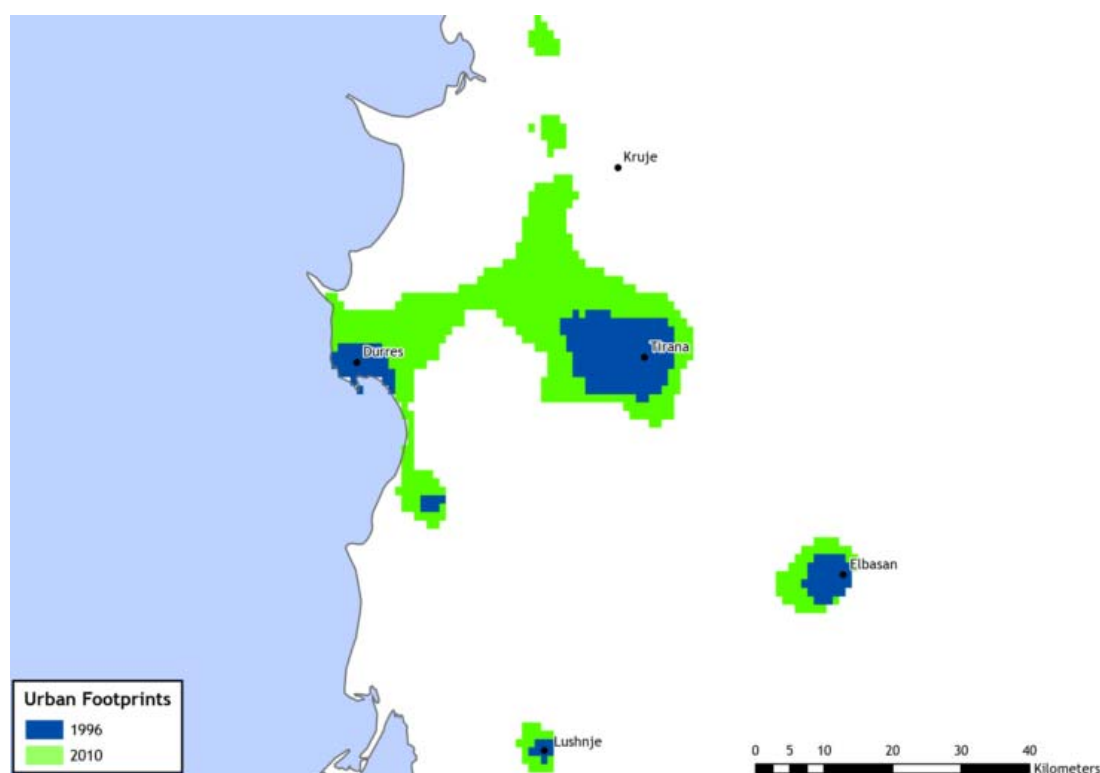 Kruje
Durres
Tirana
Elbasan
Lushnje
Urban Footprints
1996
2010
0 5 10 20 30 40
Kilometers